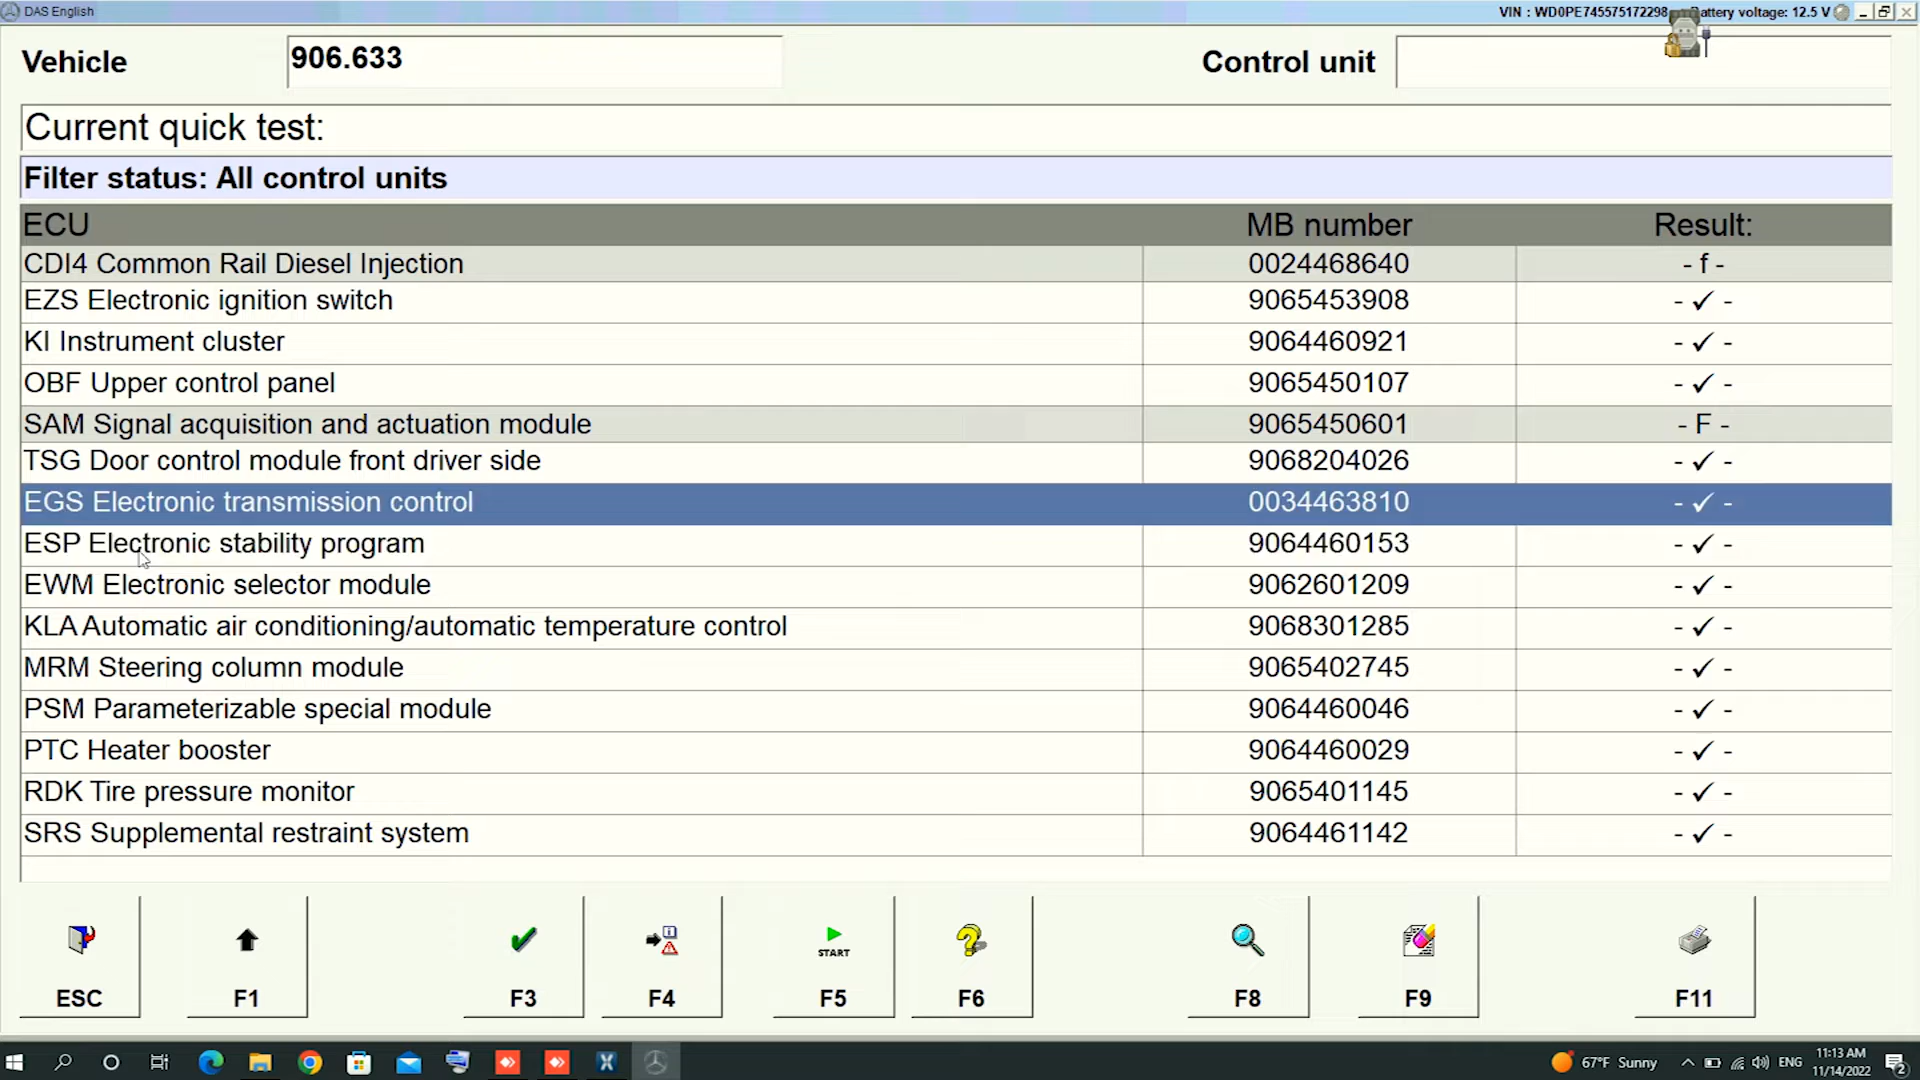 DAS English
VIN : WD0PE745575172298 Battery voltage: 12.5 V
Vehicle 906.633 Control unit
Current quick test:
Filter status: All control units
ECU MB number Result:
CDI4 Common Rail Diesel Injection 0024468640 - f -
EZS Electronic ignition switch 9065453908 - ✓ -
KI Instrument cluster 9064460921 - ✓ -
OBF Upper control panel 9065450107 - ✓ -
SAM Signal acquisition and actuation module 9065450601 - F -
TSG Door control module front driver side 9068204026 - ✓ -
EGS Electronic transmission control 0034463810 - ✓ -
ESP Electronic stability program 9064460153 - ✓ -
EWM Electronic selector module 9062601209 - ✓ -
KLA Automatic air conditioning/automatic temperature control 9068301285 - ✓ -
MRM Steering column module 9065402745 - ✓ -
PSM Parameterizable special module 9064460046 - ✓ -
PTC Heater booster 9064460029 - ✓ -
RDK Tire pressure monitor 9065401145 - ✓ -
SRS Supplemental restraint system 9064461142 - ✓ -
START
ESC F1 F3 F4 F5 F6 F8 F9 F11
67°F Sunny ENG 11:13 AM
11/14/2022 2